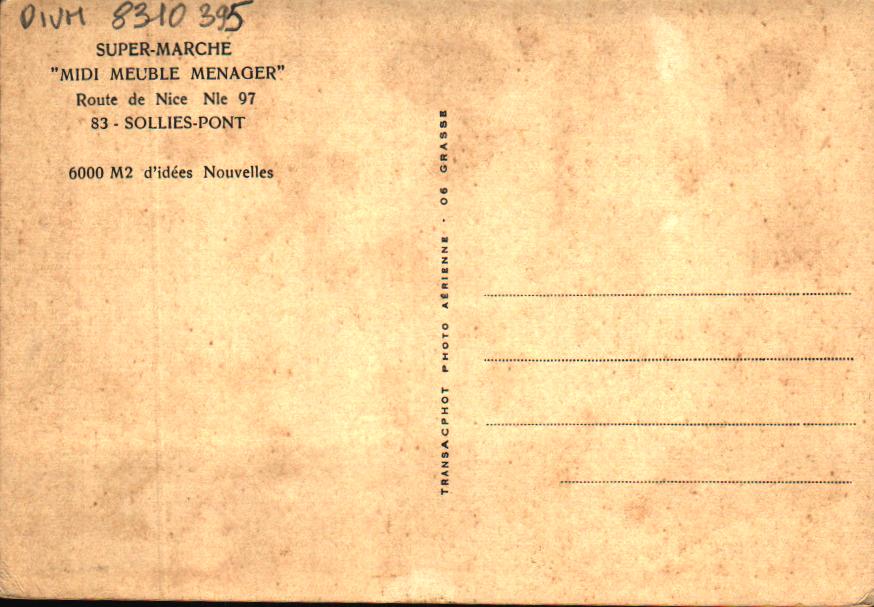 DIVM 8310 395
SUPER-MARCHE
"MIDI MEUBLE MENAGER"
Route de Nice Nle 97
83 - SOLLIES-PONT
6000 M2 d'idées Nouvelles
TRANSACPHOT PHOTO AÉRIENNE - 06 GRASSE